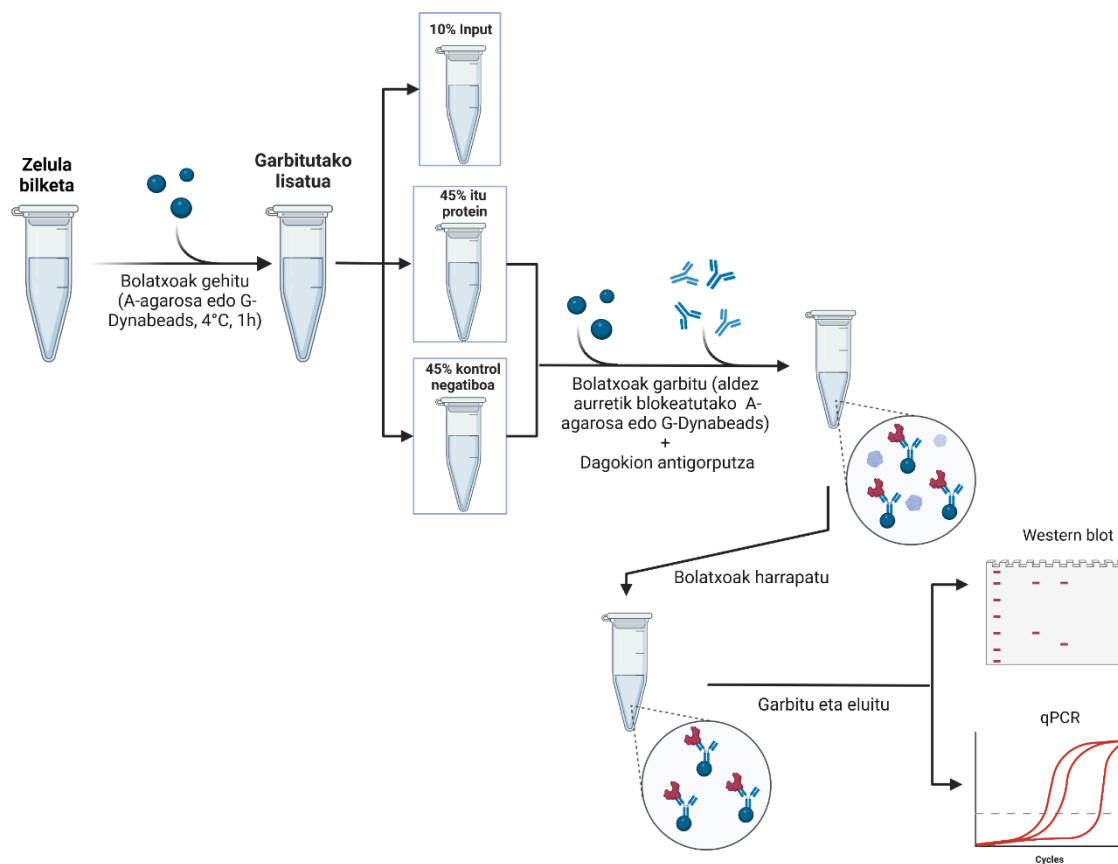 10% Input
Zelula
bilketa
Garbitutako
lisatua
45% itu
protein
Bolatxoak gehitu
(A-agarosa edo G-
Dynabeads, 4°C, 1h)
45% kontrol
negatiboa
Bolatxoak garbitu (aldez
aurretik blokeatutako A-
agarosa edo G-Dynabeads)
+
Dagokion antigorputza
Bolatxoak harrapatu
Western blot
Garbitu eta eluitu
qPCR
Cycles